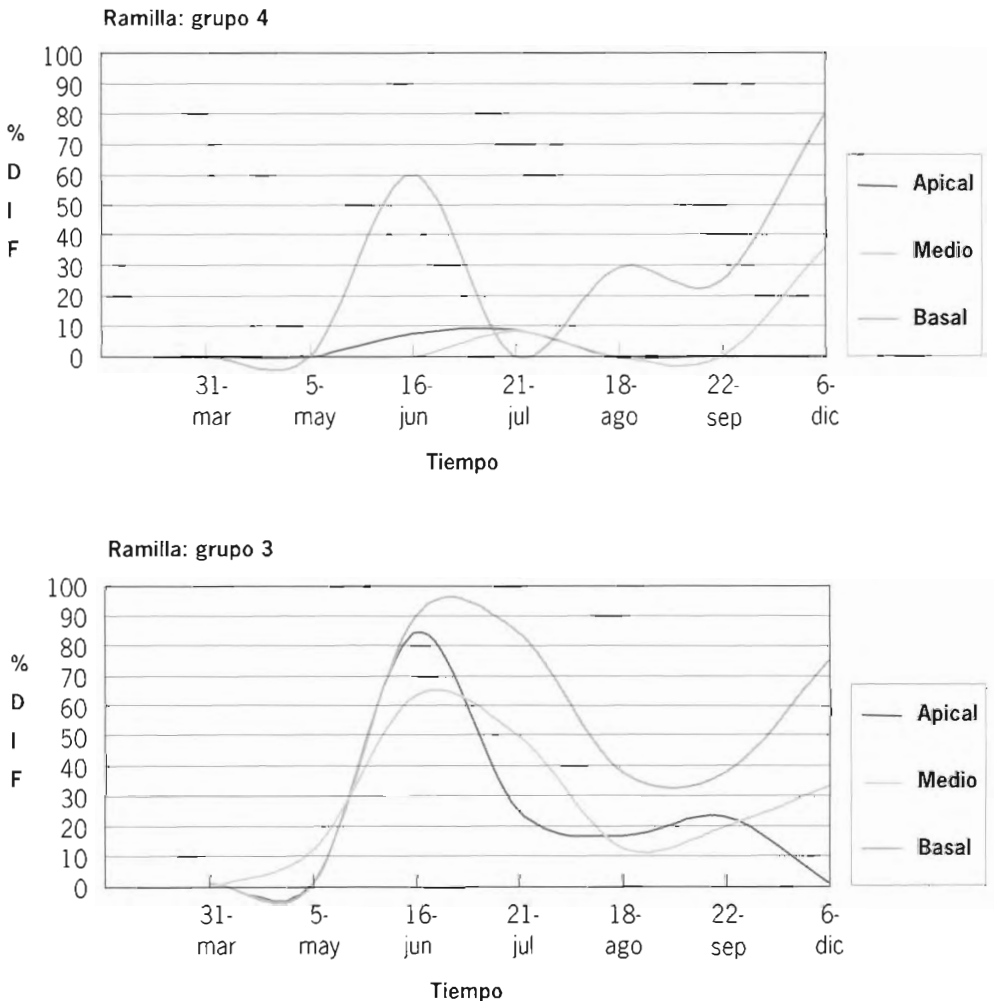 Ramilla: grupo 4
100
90
80
70
60
50
40
30
20
10
0
%
D
I
F
31-
mar
5-
may
16-
jun
21-
jul
18-
ago
22-
sep
6-
dic
Tiempo
Apical
Medio
Basal
Ramilla: grupo 3
100
90
80
70
60
50
40
30
20
10
0
%
D
I
F
31-
mar
5-
may
16-
jun
21-
jul
18-
ago
22-
sep
6-
dic
Tiempo
Apical
Medio
Basal